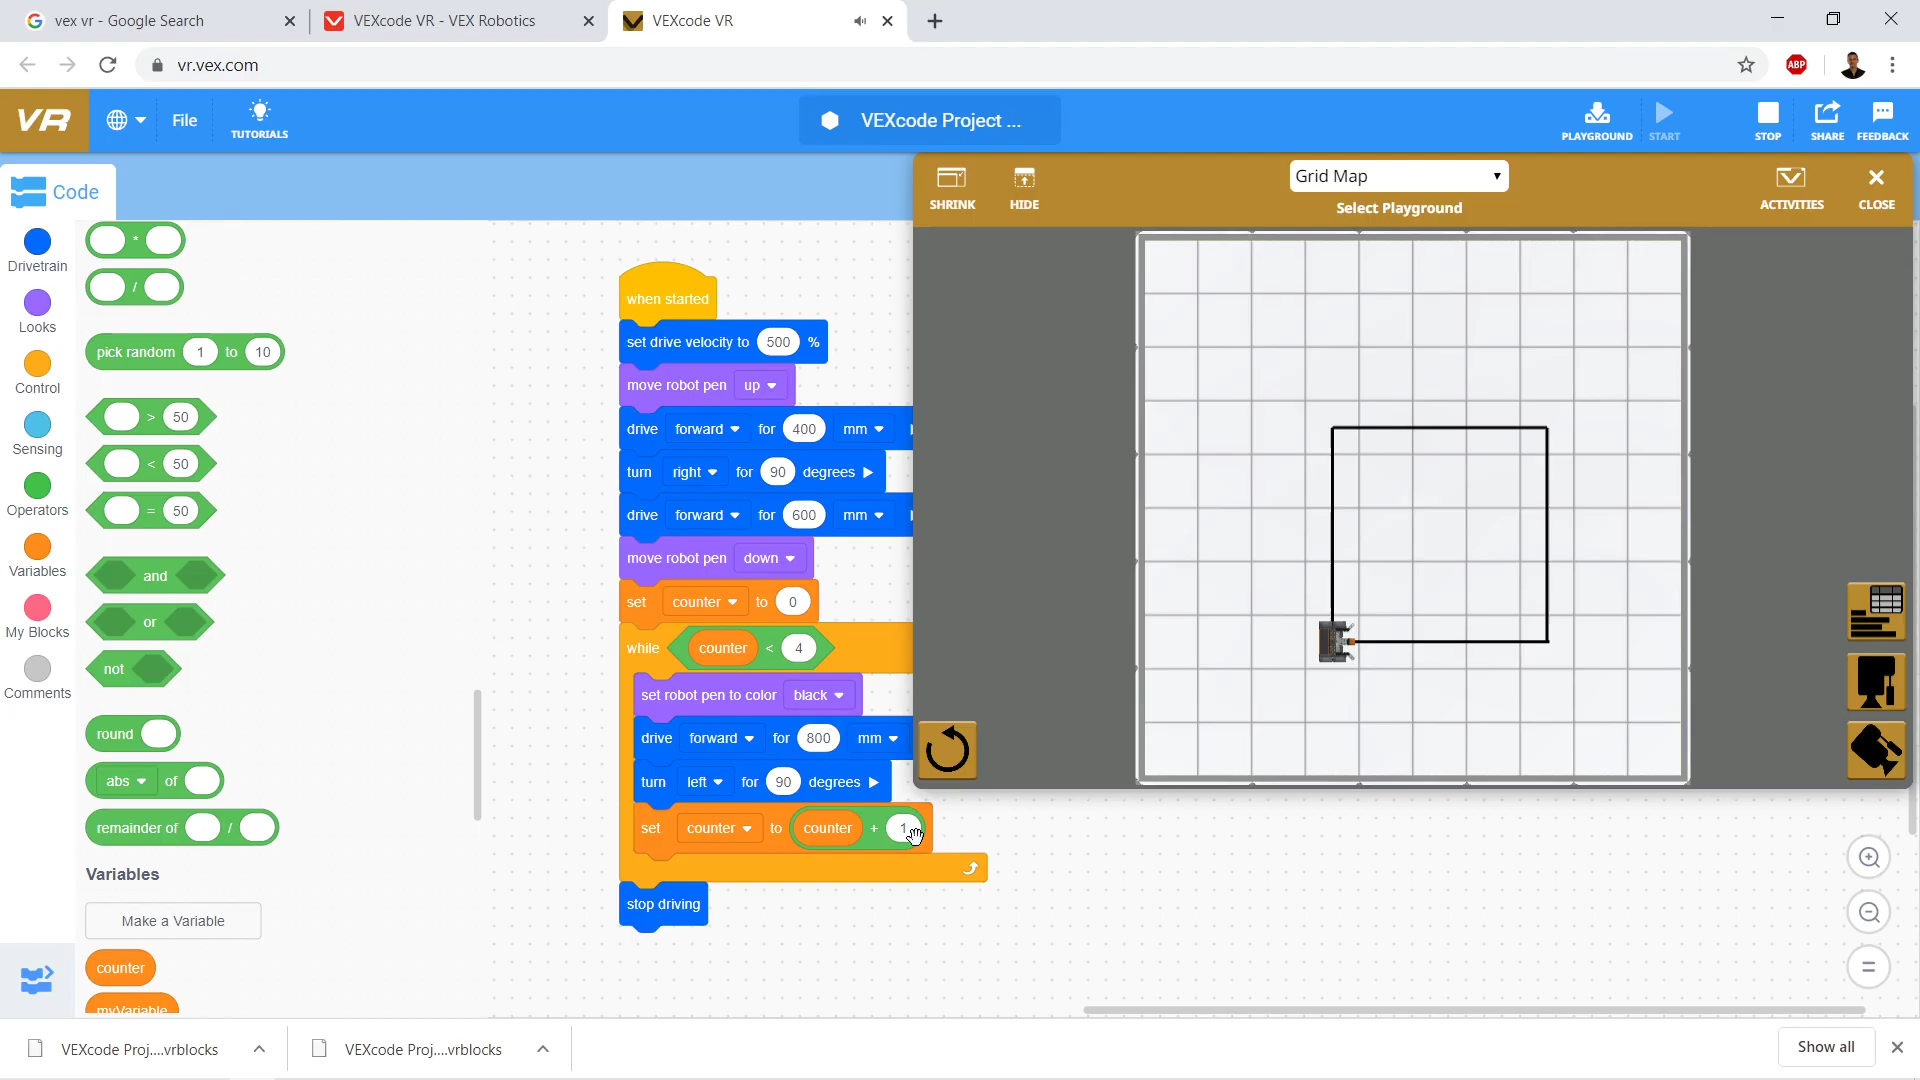 vex vr - Google Search
VEXcode VR - VEX Robotics
VEXcode VR
vr.vex.com
ABP
VR
File
TUTORIALS
VEXcode Project ...
PLAYGROUND
START
STOP
SHARE
FEEDBACK
Code
SHRINK
HIDE
Grid Map
Select Playground
ACTIVITIES
CLOSE
Drivetrain
Looks
Control
Sensing
Operators
Variables
My Blocks
Comments
*
/
pick random 1 to 10
> 50
< 50
= 50
and
or
not
round
abs of
remainder of /
Variables
Make a Variable
counter
myVariable
when started
set drive velocity to 500 %
move robot pen up
drive forward for 400 mm
turn right for 90 degrees
drive forward for 600 mm
move robot pen down
set counter to 0
while counter < 4
set robot pen to color black
drive forward for 800 mm
turn left for 90 degrees
set counter to counter + 1
stop driving
VEXcode Proj....vrblocks
VEXcode Proj....vrblocks
Show all